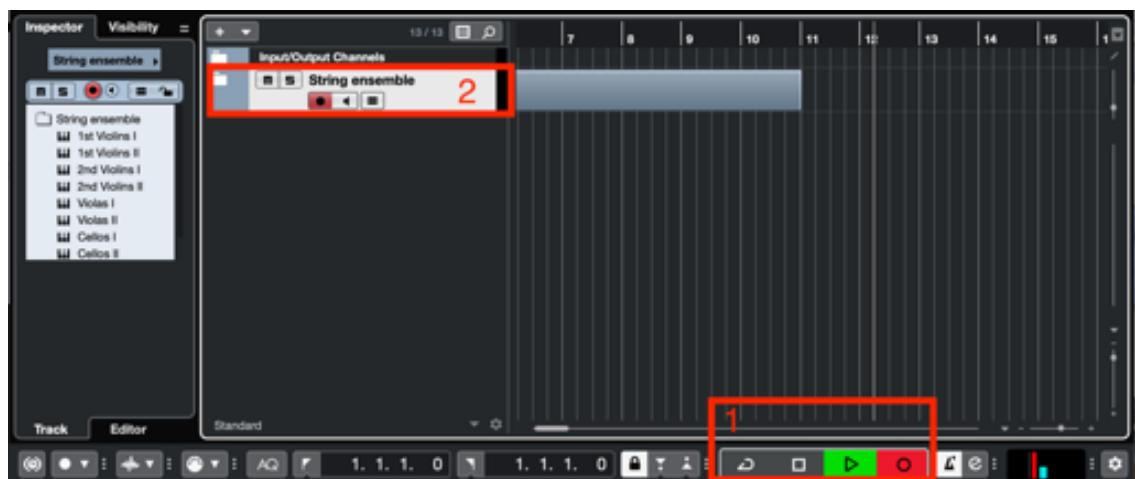 Inspector Visibility
13 / 13
7 8 9 10 11 12 13 14 15
String ensemble
Input/Output Channels
m S
m S String ensemble
2
String ensemble
1st Violins I
1st Violins II
2nd Violins I
2nd Violins II
Violas I
Violas II
Cellos I
Cellos II
1
Track Editor
Standard
AQ 1. 1. 1. 0 1. 1. 1. 0